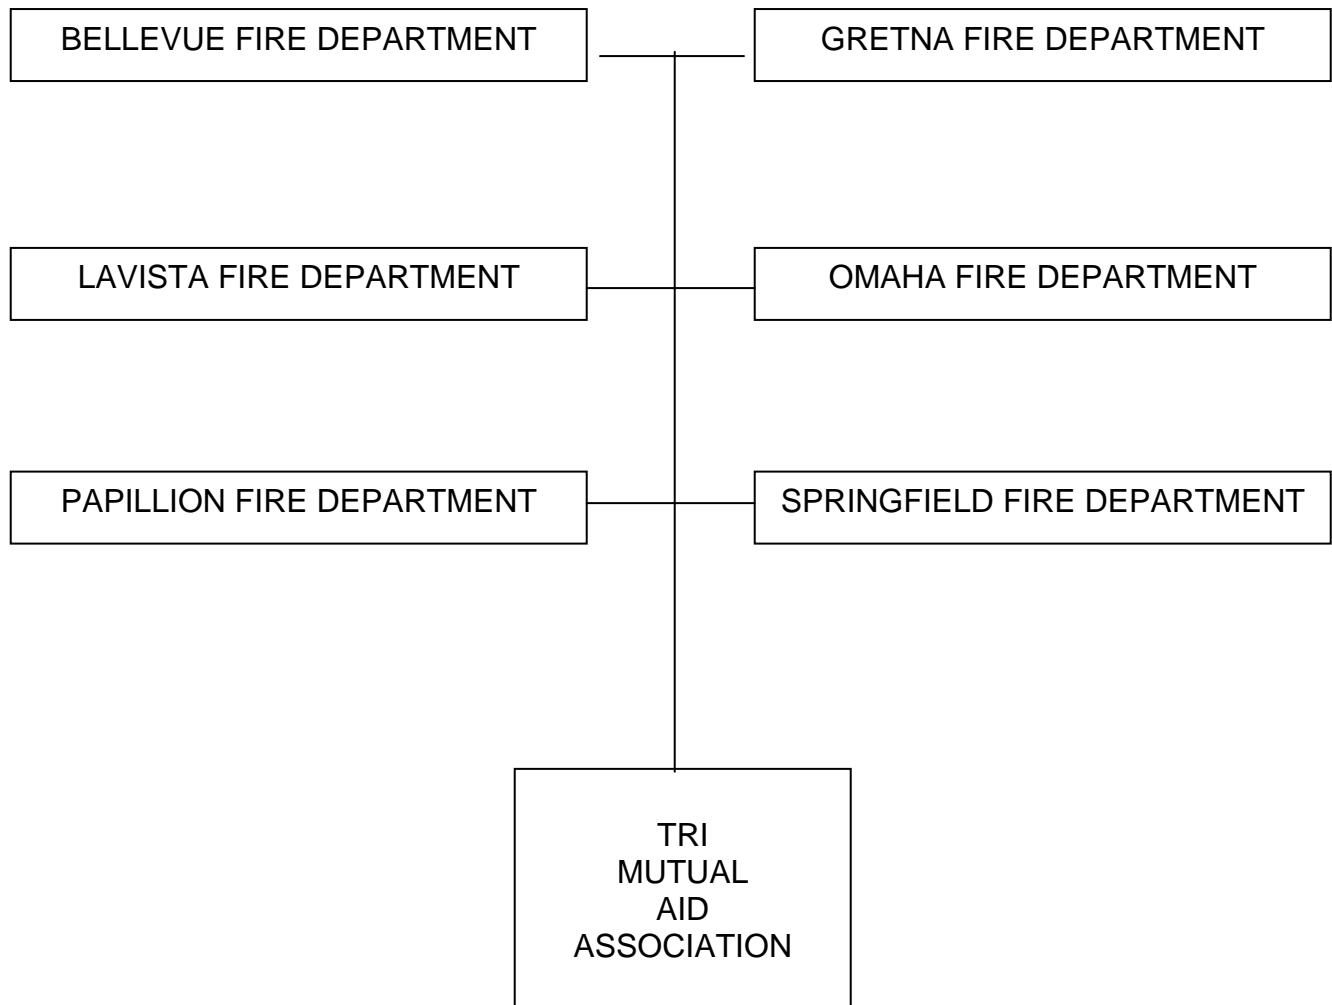 BELLEVUE FIRE DEPARTMENT
GRETNA FIRE DEPARTMENT
LAVISTA FIRE DEPARTMENT
OMAHA FIRE DEPARTMENT
PAPILLION FIRE DEPARTMENT
SPRINGFIELD FIRE DEPARTMENT
TRI
MUTUAL
AID
ASSOCIATION